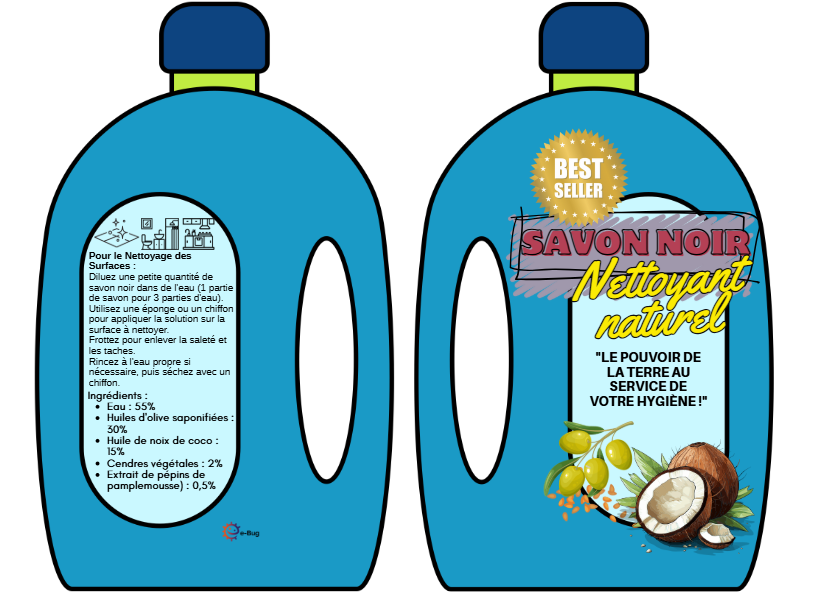 Pour le Nettoyage des
Surfaces :
Diluez une petite quantité de
savon noir dans de l'eau (1 partie
de savon pour 3 parties d'eau).
Utilisez une éponge ou un chiffon
pour appliquer la solution sur la
surface à nettoyer.
Frottez pour enlever la saleté et
les taches.
Rincez à l'eau propre si
nécessaire, puis séchez avec un
chiffon.
Ingrédients :
• Eau : 55%
• Huiles d'olive saponifiées :
30%
• Huile de noix de coco :
15%
• Cendres végétales : 2%
• Extrait de pépins de
pamplemousse) : 0,5%
e-Bug
BEST
SELLER
SAVON NOIR
Nettoyant
naturel
"LE POUVOIR DE
LA TERRE AU
SERVICE DE
VOTRE HYGIÈNE !"